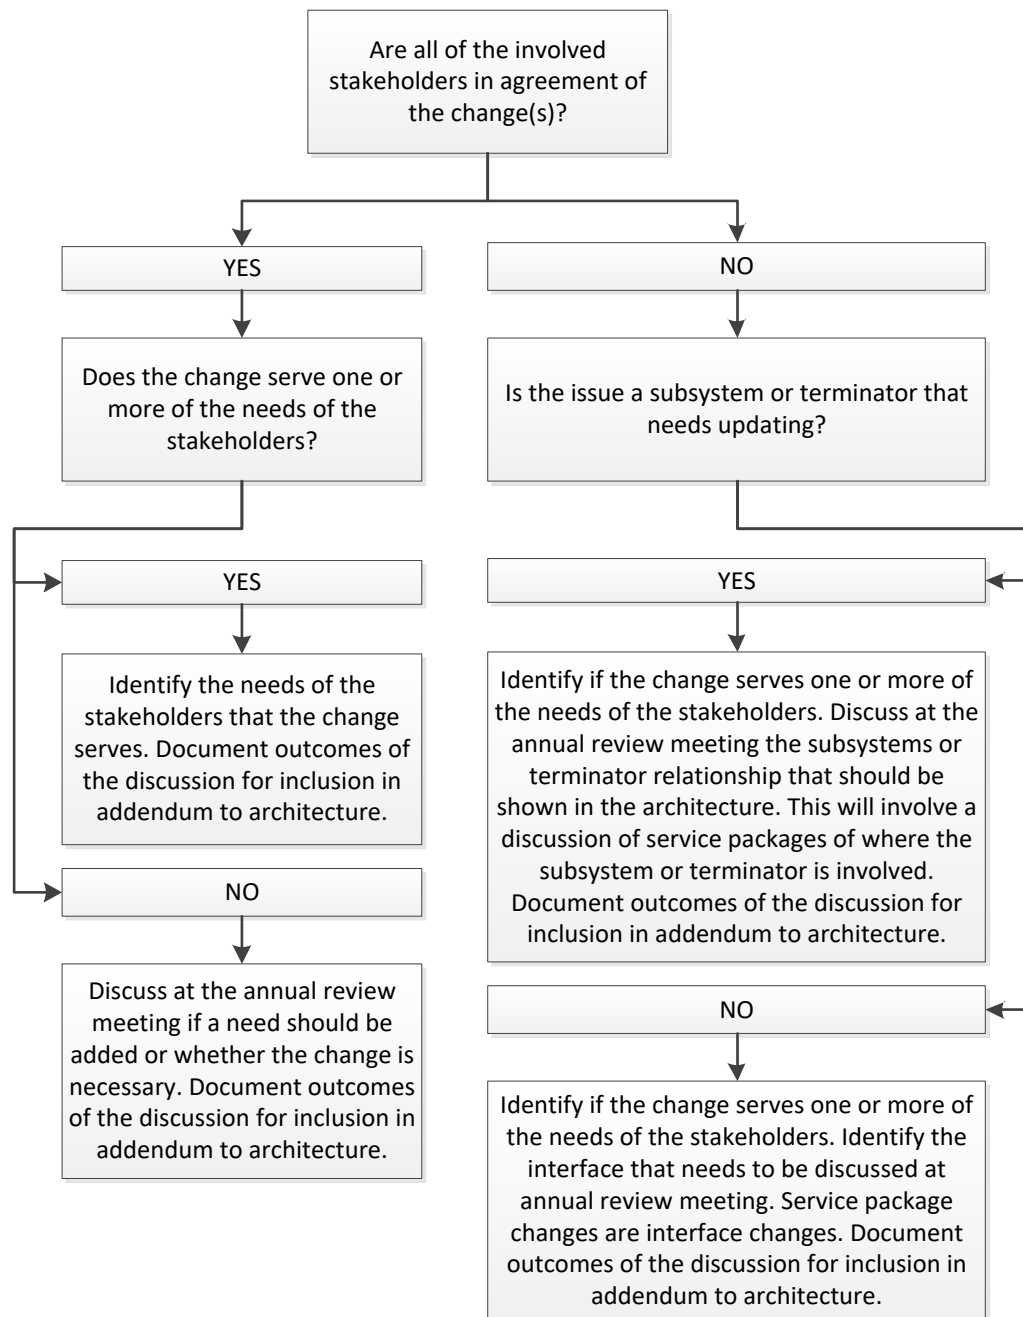 Are all of the involved
stakeholders in agreement of
the change(s)?
YES
NO
Does the change serve one or
more of the needs of the
stakeholders?
Is the issue a subsystem or terminator that
needs updating?
YES
Identify the needs of the
stakeholders that the change
serves. Document outcomes of
the discussion for inclusion in
addendum to architecture.
NO
Discuss at the annual review
meeting if a need should be
added or whether the change is
necessary. Document outcomes
of the discussion for inclusion in
addendum to architecture.
YES
Identify if the change serves one or more of
the needs of the stakeholders. Discuss at the
annual review meeting the subsystems or
terminator relationship that should be
shown in the architecture. This will involve a
discussion of service packages of where the
subsystem or terminator is involved.
Document outcomes of the discussion for
inclusion in addendum to architecture.
NO
Identify if the change serves one or more of
the needs of the stakeholders. Identify the
interface that needs to be discussed at
annual review meeting. Service package
changes are interface changes. Document
outcomes of the discussion for inclusion in
addendum to architecture.